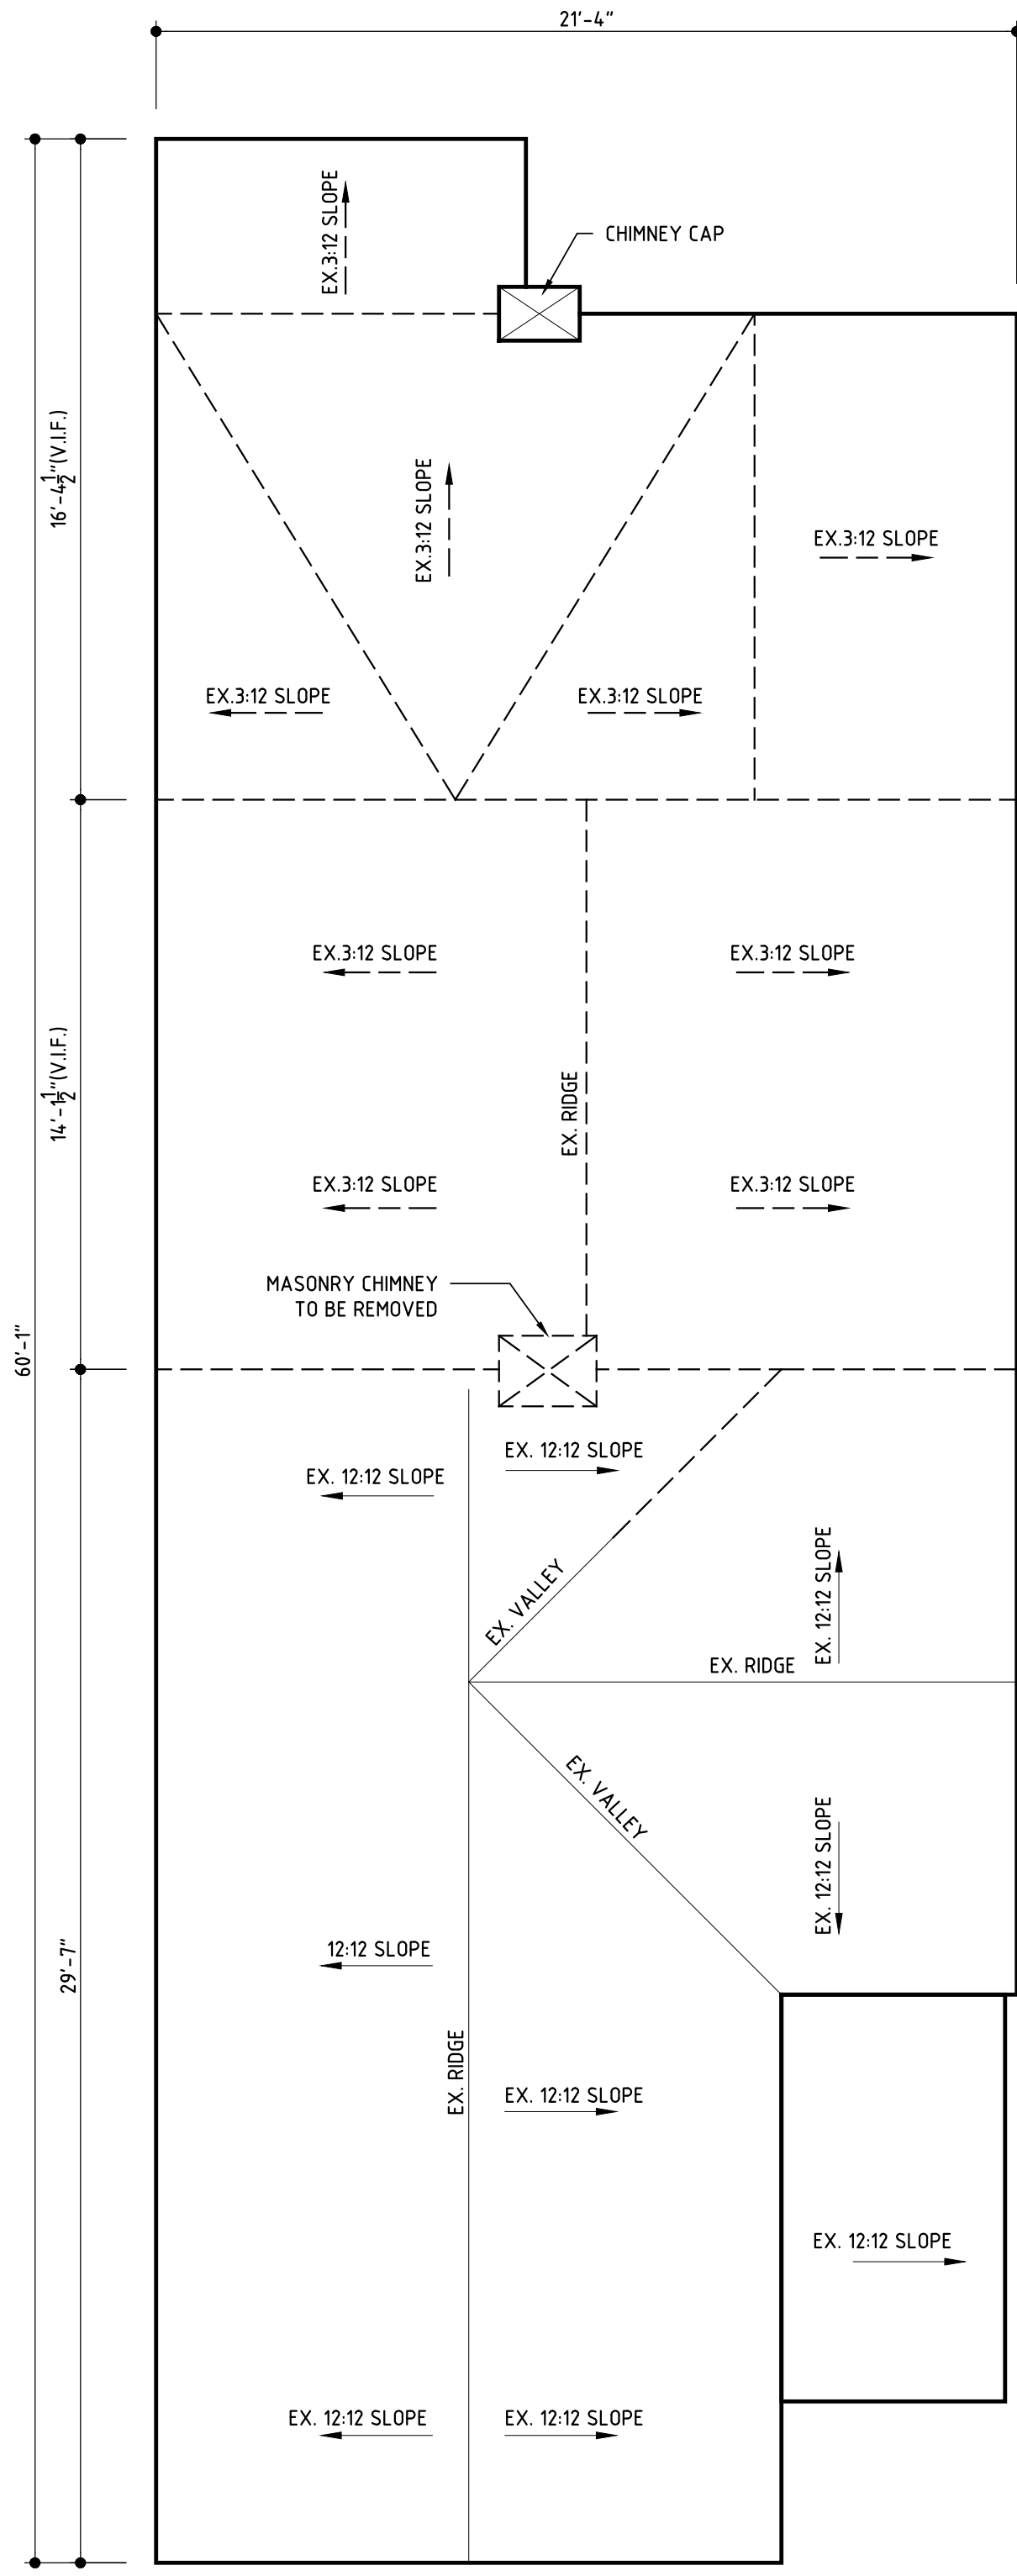 21'-4"
EX.3:12 SLOPE
CHIMNEY CAP
16'-4 1/2"(V.I.F.)
EX.3:12 SLOPE
EX.3:12 SLOPE
EX.3:12 SLOPE
EX.3:12 SLOPE
EX.3:12 SLOPE
EX.3:12 SLOPE
14'-1 1/2"(V.I.F.)
EX. RIDGE
EX.3:12 SLOPE
EX.3:12 SLOPE
MASONRY CHIMNEY
TO BE REMOVED
60'-1"
EX. 12:12 SLOPE
EX. 12:12 SLOPE
EX. VALLEY
EX. 12:12 SLOPE
EX. RIDGE
EX. VALLEY
EX. 12:12 SLOPE
29'-7"
12:12 SLOPE
EX. RIDGE
EX. 12:12 SLOPE
EX. 12:12 SLOPE
EX. 12:12 SLOPE
EX. 12:12 SLOPE